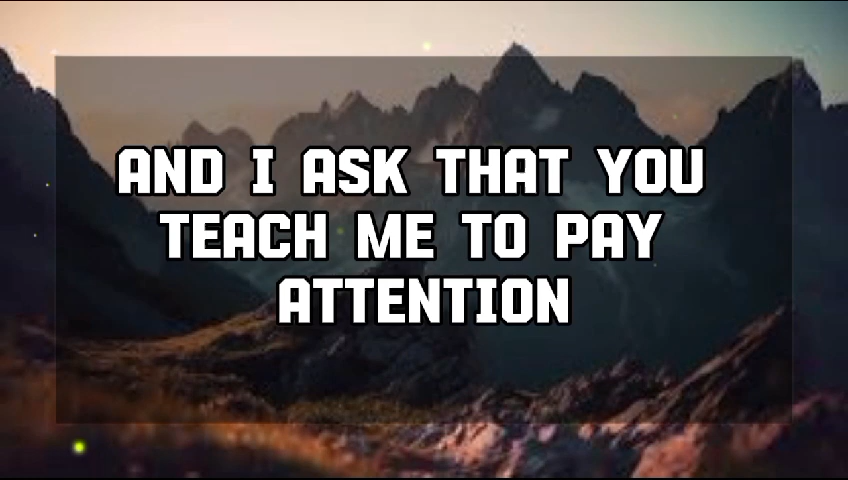 AND I ASK THAT YOU
TEACH ME TO PAY
ATTENTION